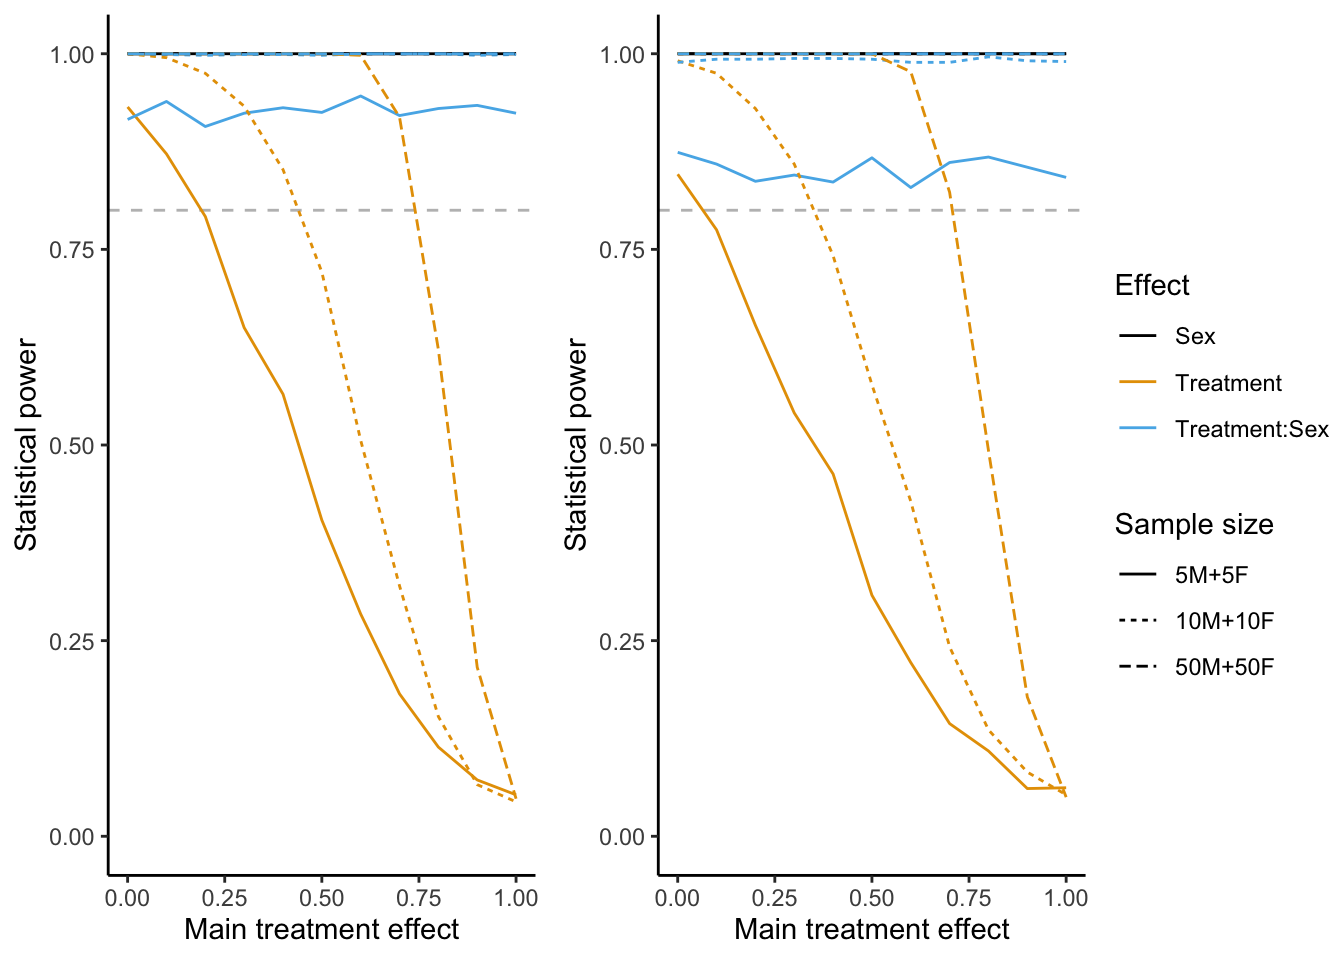 Statistical power
1.00
0.75
0.50
0.25
0.00
0.00 0.25 0.50 0.75 1.00
Main treatment effect
Statistical power
1.00
0.75
0.50
0.25
0.00
0.00 0.25 0.50 0.75 1.00
Main treatment effect
Effect
Sex
Treatment
Treatment:Sex
Sample size
5M+5F
10M+10F
50M+50F